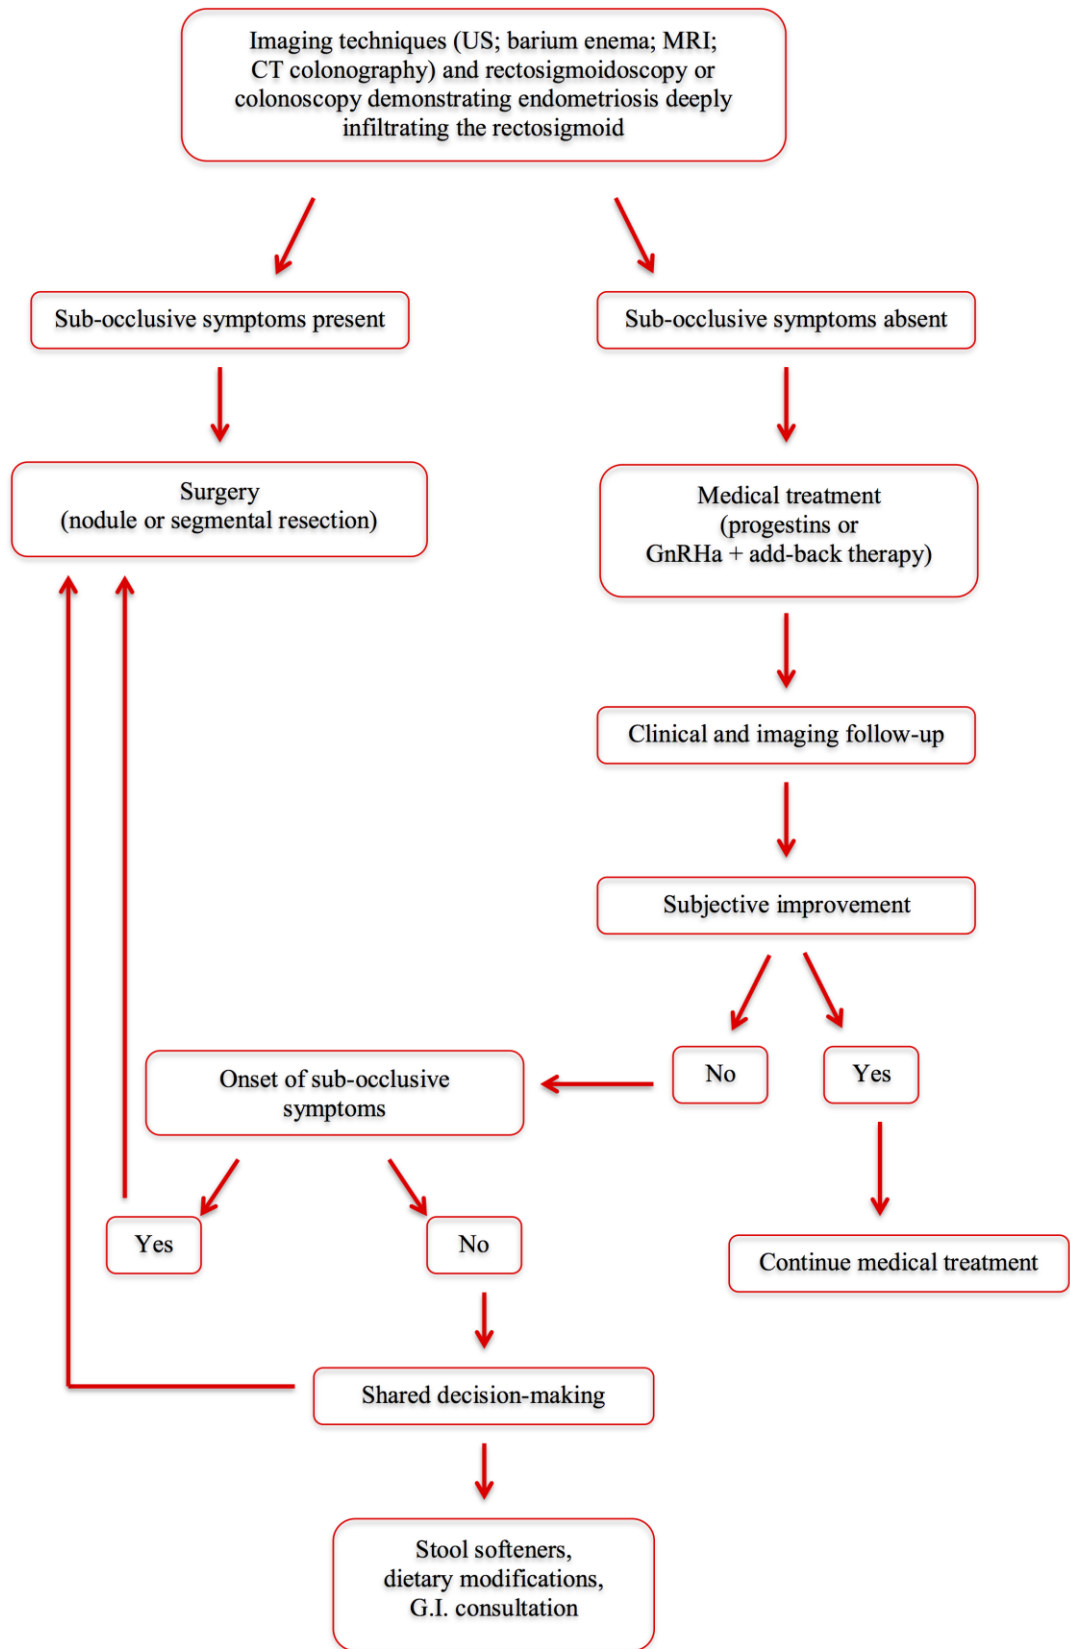 Imaging techniques (US; barium enema; MRI;
CT colonography) and rectosigmoidoscopy or
colonoscopy demonstrating endometriosis deeply
infiltrating the rectosigmoid
Sub-occlusive symptoms present
Sub-occlusive symptoms absent
Surgery
(nodule or segmental resection)
Medical treatment
(progestins or
GnRHa + add-back therapy)
Clinical and imaging follow-up
Subjective improvement
No
Yes
Onset of sub-occlusive
symptoms
Yes
No
Continue medical treatment
Shared decision-making
Stool softeners,
dietary modifications,
G.I. consultation